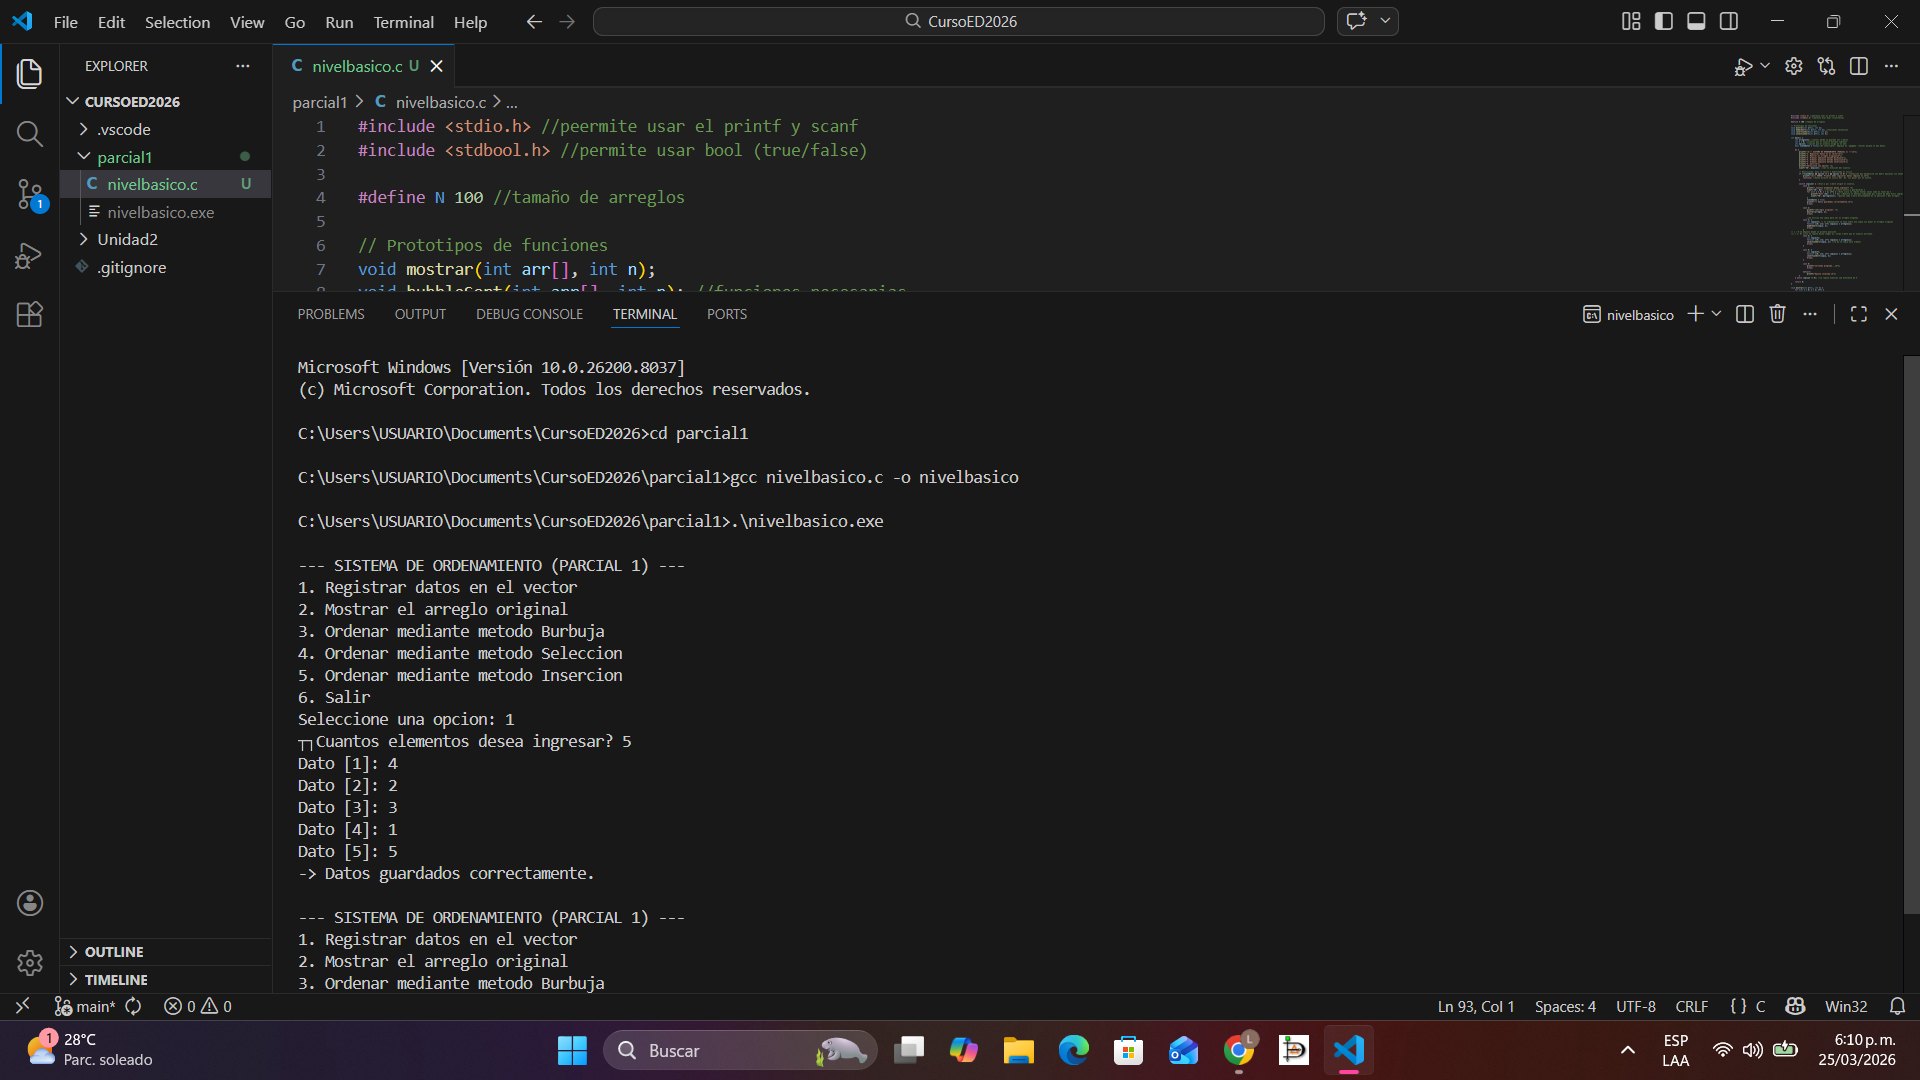 File Edit Selection View Go Run Terminal Help
CursoED2026
EXPLORER
CURSOED2026
.vscode
parcial1
C nivelbasico.c U
nivelbasico.exe
Unidad2
.gitignore
OUTLINE
TIMELINE
C nivelbasico.c U
parcial1 > C nivelbasico.c > ...
1 #include <stdio.h> //peermite usar el printf y scanf
2 #include <stdbool.h> //permite usar bool (true/false)
3
4 #define N 100 //tamaño de arreglos
5
6 // Prototipos de funciones
7 void mostrar(int arr[], int n);
8 void bubbleSort(int arr[], int n); //funciones necesarias
PROBLEMS OUTPUT DEBUG CONSOLE TERMINAL PORTS
nivelbasico
Microsoft Windows [Versión 10.0.26200.8037]
(c) Microsoft Corporation. Todos los derechos reservados.
C:\Users\USUARIO\Documents\CursoED2026>cd parcial1
C:\Users\USUARIO\Documents\CursoED2026\parcial1>gcc nivelbasico.c -o nivelbasico
C:\Users\USUARIO\Documents\CursoED2026\parcial1>.\nivelbasico.exe
--- SISTEMA DE ORDENAMIENTO (PARCIAL 1) ---
1. Registrar datos en el vector
2. Mostrar el arreglo original
3. Ordenar mediante metodo Burbuja
4. Ordenar mediante metodo Seleccion
5. Ordenar mediante metodo Insercion
6. Salir
Seleccione una opcion: 1
┬┐Cuantos elementos desea ingresar? 5
Dato [1]: 4
Dato [2]: 2
Dato [3]: 3
Dato [4]: 1
Dato [5]: 5
-> Datos guardados correctamente.
--- SISTEMA DE ORDENAMIENTO (PARCIAL 1) ---
1. Registrar datos en el vector
2. Mostrar el arreglo original
3. Ordenar mediante metodo Burbuja
1
main* 0 0
Ln 93, Col 1 Spaces: 4 UTF-8 CRLF {} C Win32
1
28°C
Parc. soleado
Buscar
L
ESP
LAA
6:10 p. m.
25/03/2026